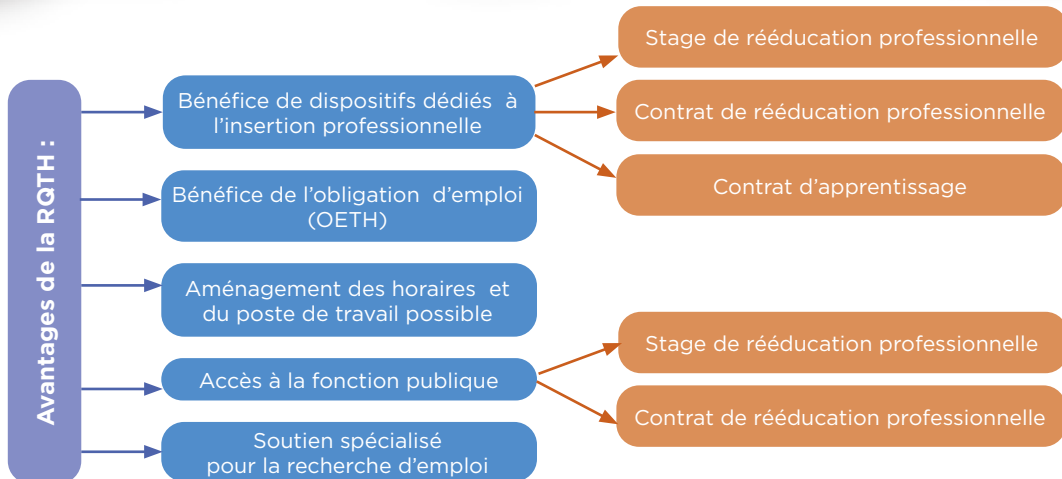 Avantages de la RQTH :
Bénéfice de dispositifs dédiés à
l'insertion professionnelle
Stage de rééducation professionnelle
Contrat de rééducation professionnelle
Contrat d'apprentissage
Bénéfice de l'obligation d'emploi
(OETH)
Aménagement des horaires et
du poste de travail possible
Accès à la fonction publique
Stage de rééducation professionnelle
Contrat de rééducation professionnelle
Soutien spécialisé
pour la recherche d'emploi